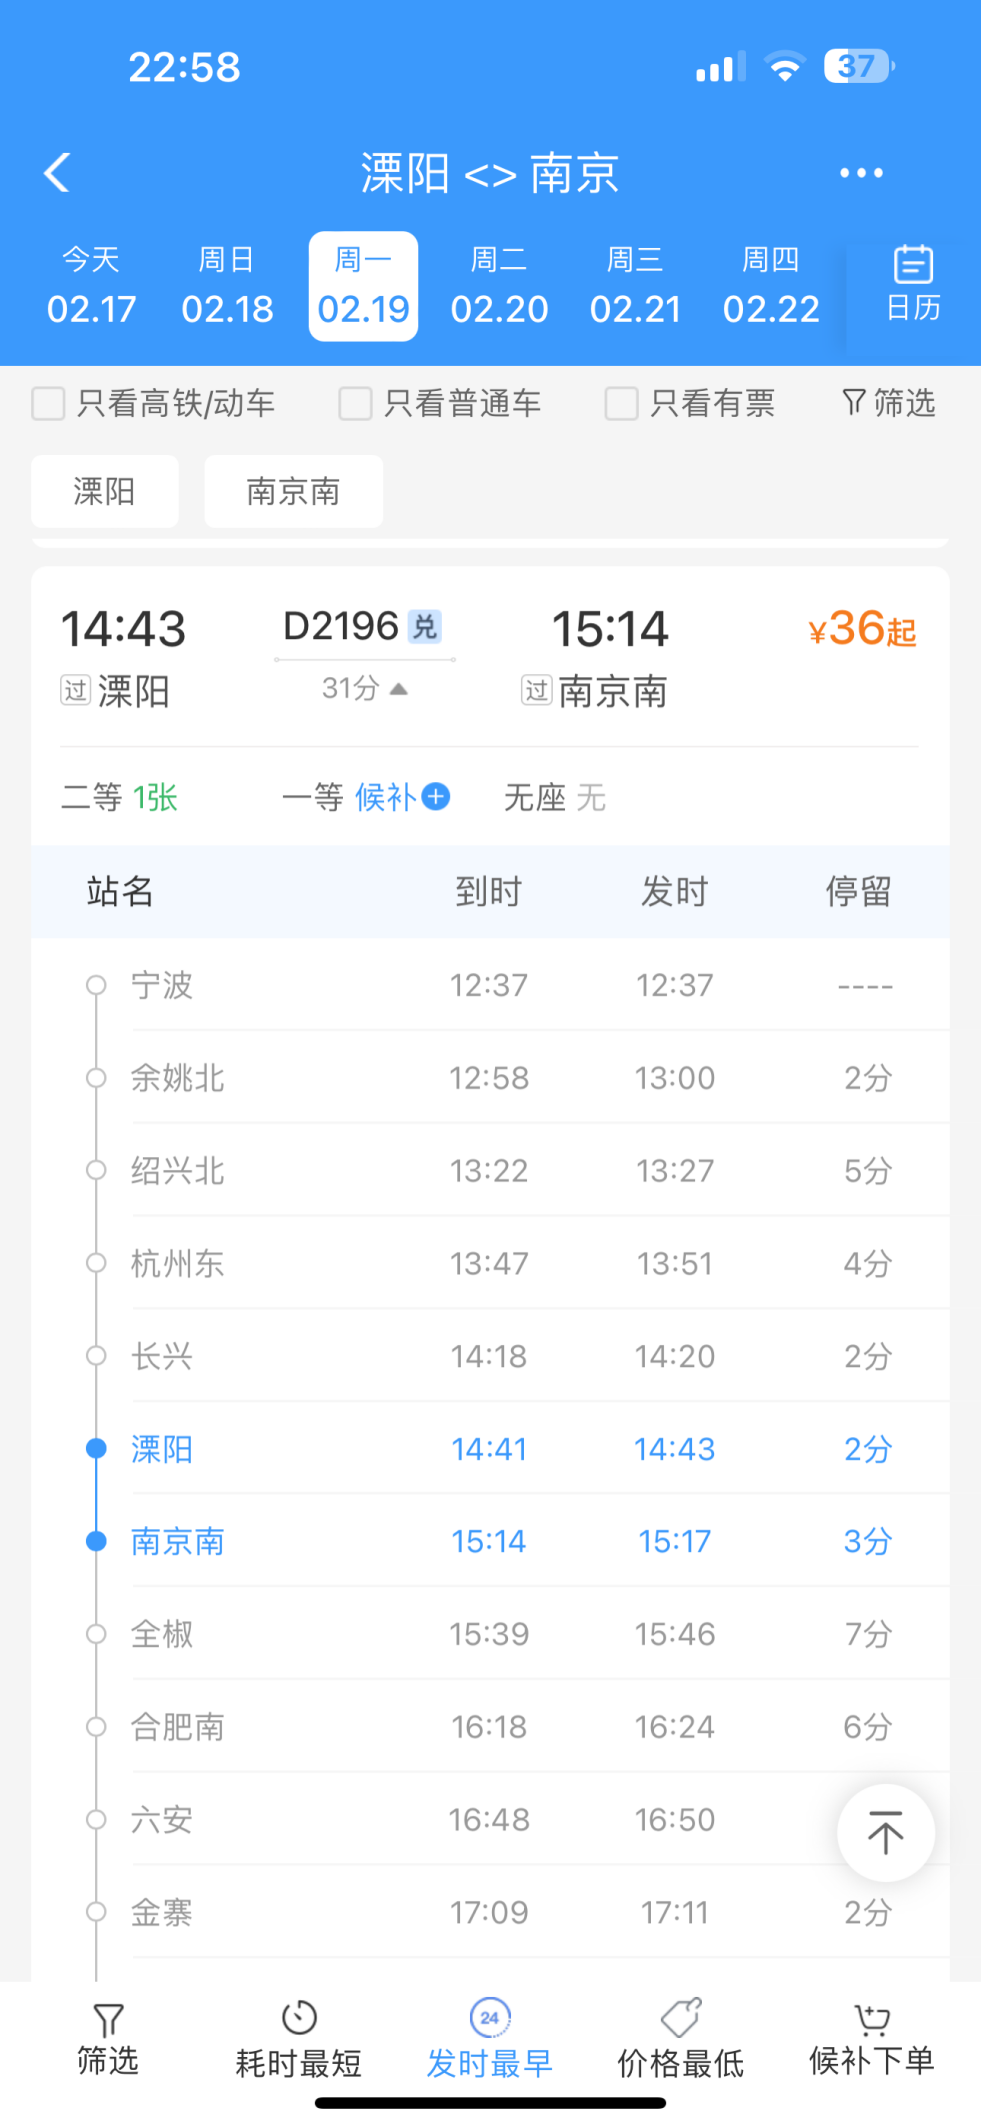 22:58
37
溧阳 <> 南京
今天 周日 周一 周二 周三 周四
02.17 02.18 02.19 02.20 02.21 02.22 日历
只看高铁/动车 只看普通车 只看有票 筛选
溧阳 南京南
14:43 D2196 兑 15:14 ¥36起
过 溧阳 31分 过 南京南
二等 1张 一等 候补 无座 无
站名 到时 发时 停留
宁波 12:37 12:37 ----
余姚北 12:58 13:00 2分
绍兴北 13:22 13:27 5分
杭州东 13:47 13:51 4分
长兴 14:18 14:20 2分
溧阳 14:41 14:43 2分
南京南 15:14 15:17 3分
全椒 15:39 15:46 7分
合肥南 16:18 16:24 6分
六安 16:48 16:50
金寨 17:09 17:11 2分
24
筛选 耗时最短 发时最早 价格最低 候补下单